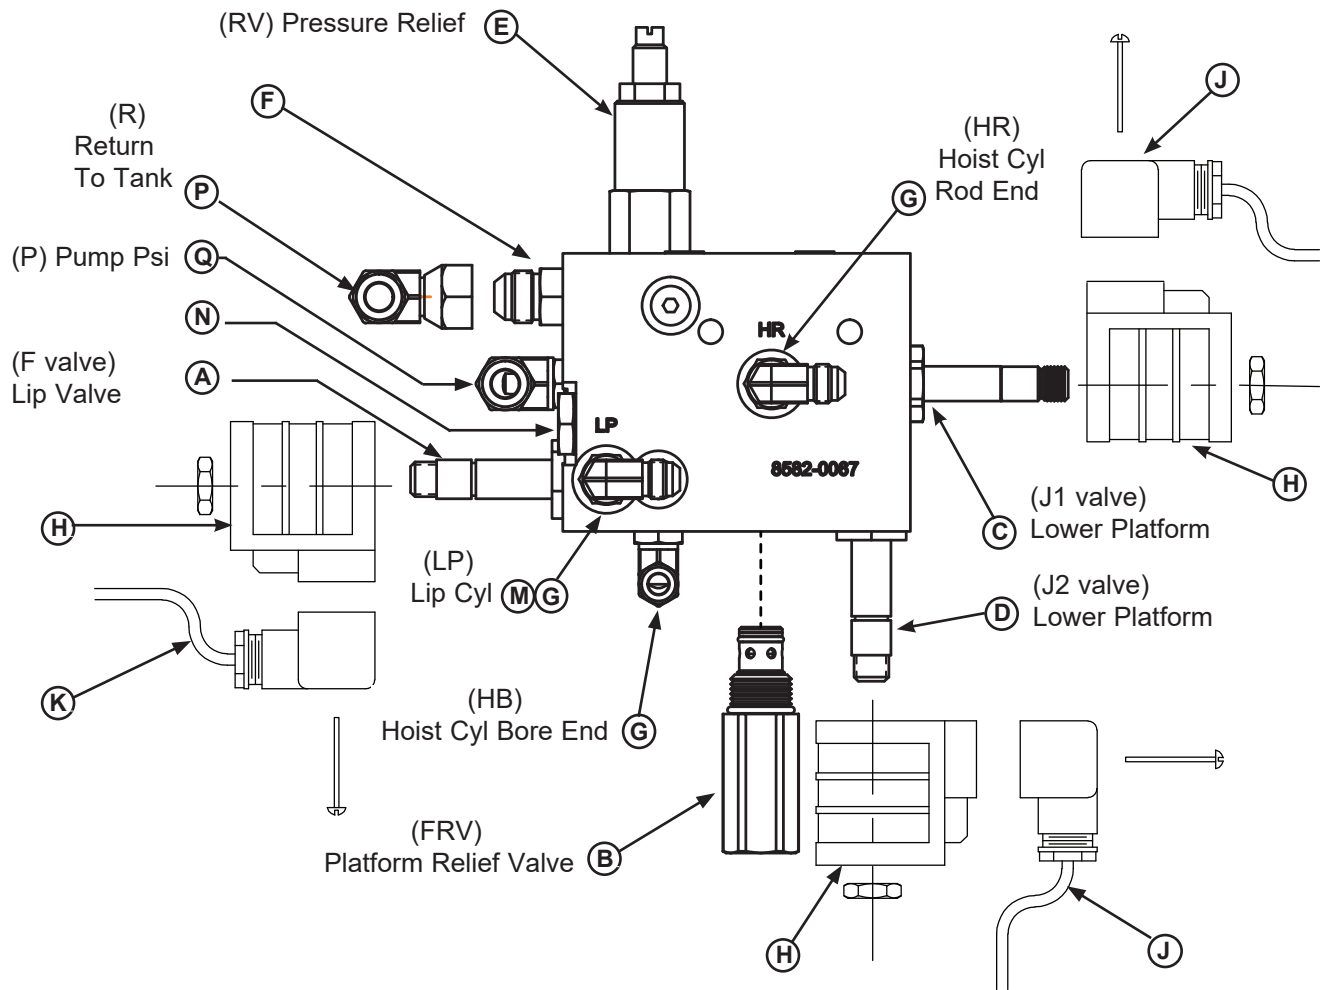 (RV) Pressure Relief E
F
J
(R)
Return
To Tank P
(HR)
Hoist Cyl
G Rod End
(P) Pump Psi Q
N
(F valve)
Lip Valve
A
HR
LP
8582-0067
H
H
(J1 valve)
C Lower Platform
(LP)
Lip Cyl M G
(J2 valve)
D Lower Platform
K
(HB)
Hoist Cyl Bore End G
(FRV)
Platform Relief Valve B
H
J